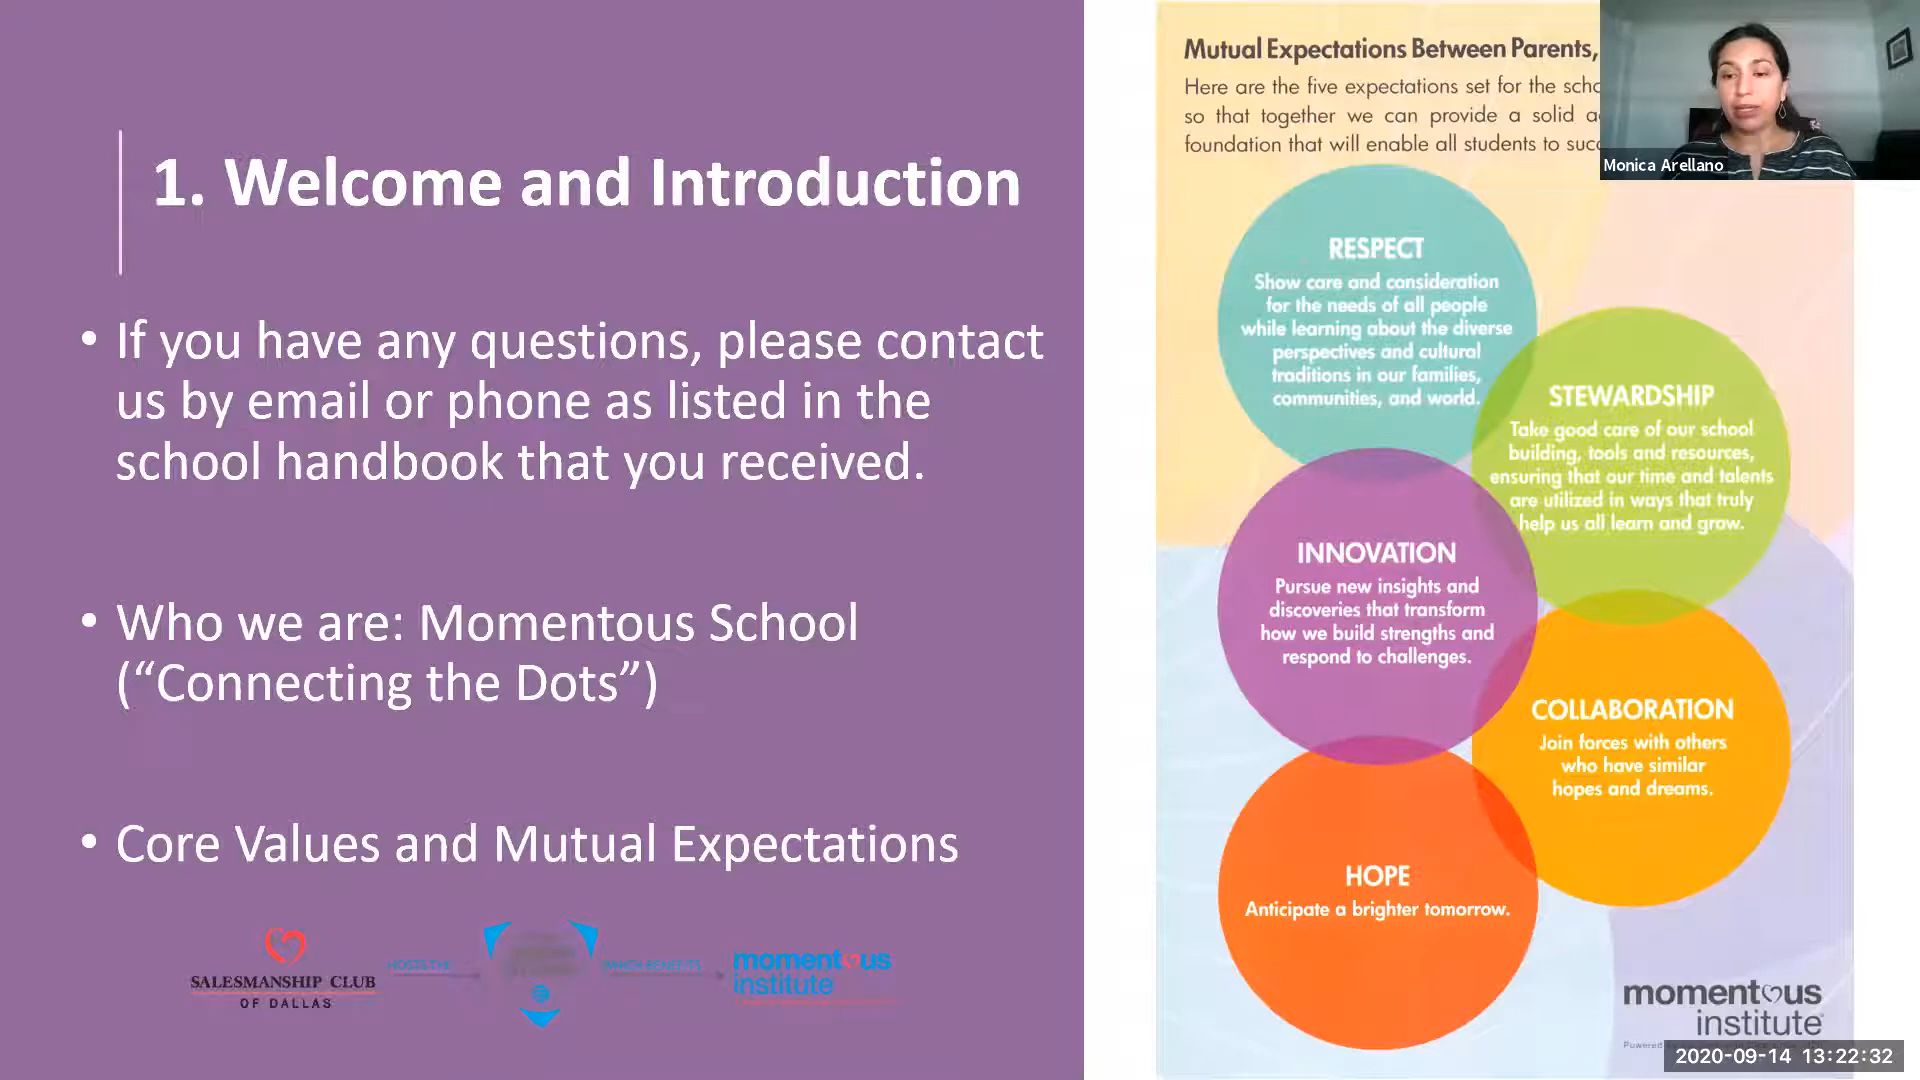 1. Welcome and Introduction
• If you have any questions, please contact
us by email or phone as listed in the
school handbook that you received.
• Who we are: Momentous School
(“Connecting the Dots”)
• Core Values and Mutual Expectations
SALESMANSHIP CLUB
OF DALLAS
HOSTS THE
WHICH BENEFITS
momentous
institute
Mutual Expectations Between Parents,
Here are the five expectations set for the
so that together we can provide a solid
foundation that will enable all students to
RESPECT
Show care and consideration
for the needs of all people
while learning about the diverse
perspectives and cultural
traditions in our families,
communities, and world.
STEWARDSHIP
Take good care of our school
building, tools and resources,
ensuring that our time and talents
are utilized in ways that truly
help us all learn and grow.
INNOVATION
Pursue new insights and
discoveries that transform
how we build strengths and
respond to challenges.
COLLABORATION
Join forces with others
who have similar
hopes and dreams.
HOPE
Anticipate a brighter tomorrow.
momentous
institute
Monica Arellano
2020-09-14 13:22:32